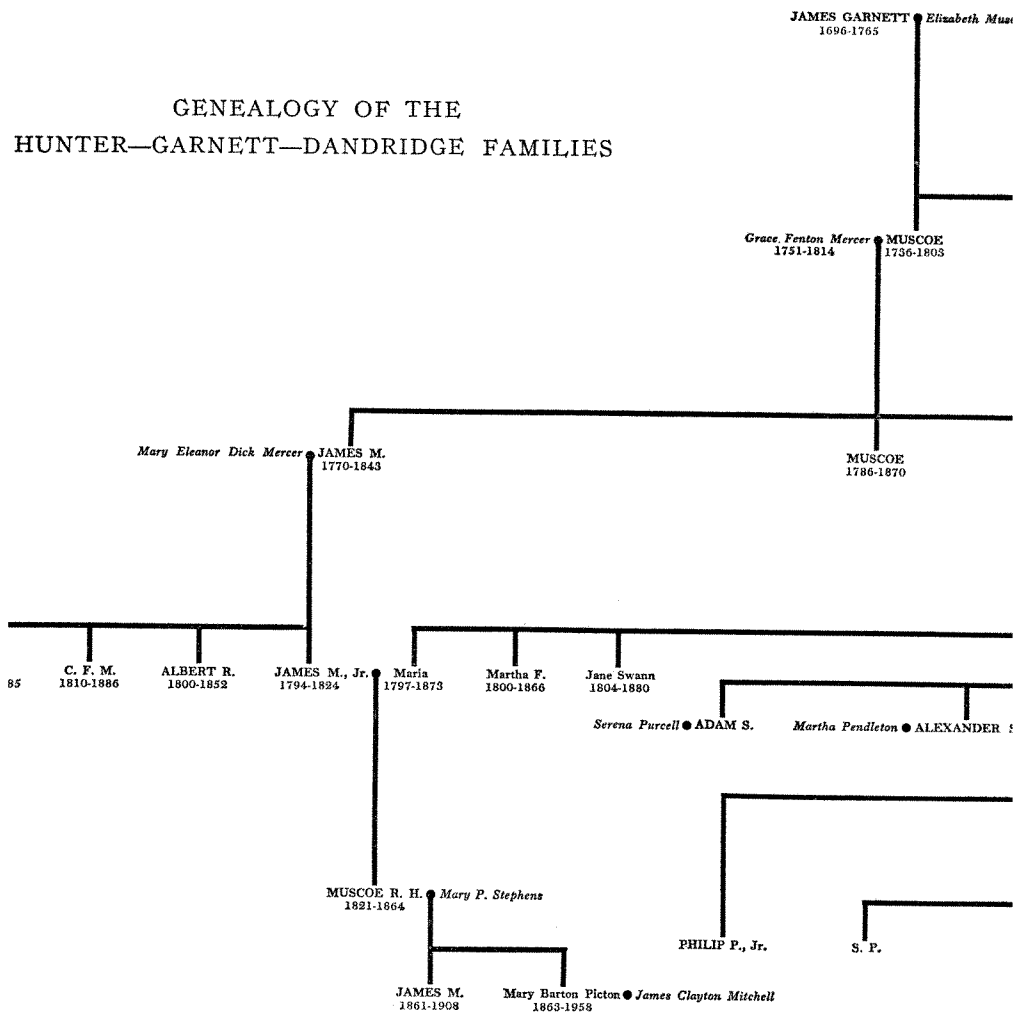 JAMES GARNETT Elizabeth
1696-1765
GENEALOGY OF THE
HUNTER—GARNETT—DANDRIDGE FAMILIES
Grace Fenton Mercer MUSCOE
1751-1814 1736-1803
Mary Eleanor Dick Mercer JAMES M.
1770-1843
MUSCOE
1786-1870
C. F. M. ALBERT R. JAMES M., Jr. Maria Martha F. Jane Swann
85 1810-1886 1800-1852 1794-1824 1797-1873 1800-1866 1804-1880
Serena Purcell ADAM S. Martha Pendleton ALEXANDER
MUSCOE R. H. Mary P. Stephens
1821-1864
PHILIP P., Jr. S. P.
JAMES M. Mary Barton Picton James Clayton Mitchell
1861-1908 1863-1958